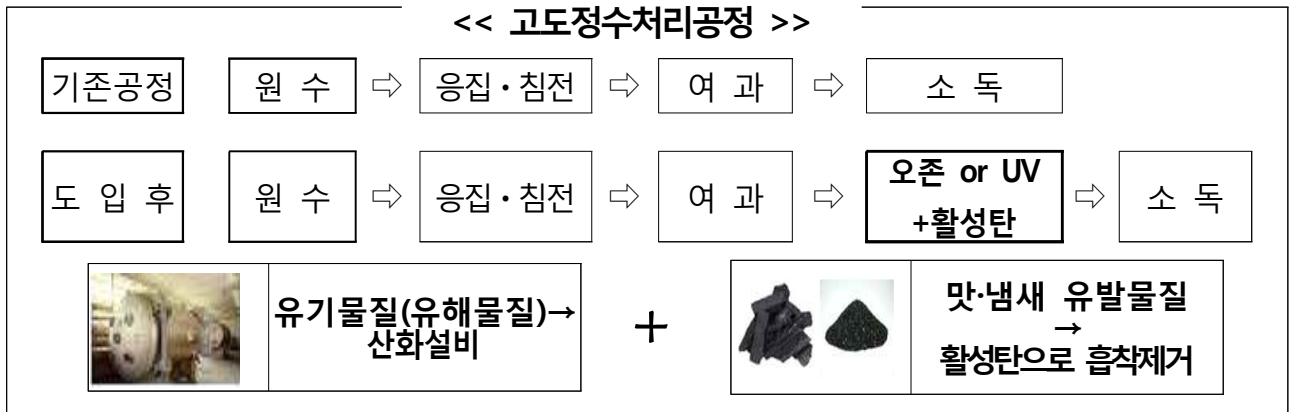 << 고도정수처리공정 >>
기존공정 원 수 ⇨ 응집・침전 ⇨ 여 과 ⇨ 소 독
도 입 후 원 수 ⇨ 응집・침전 ⇨ 여 과 ⇨ 오존 or UV
+활성탄 ⇨ 소 독
유기물질(유해물질)→
산화설비
+
맛·냄새 유발물질
→
활성탄으로 흡착제거